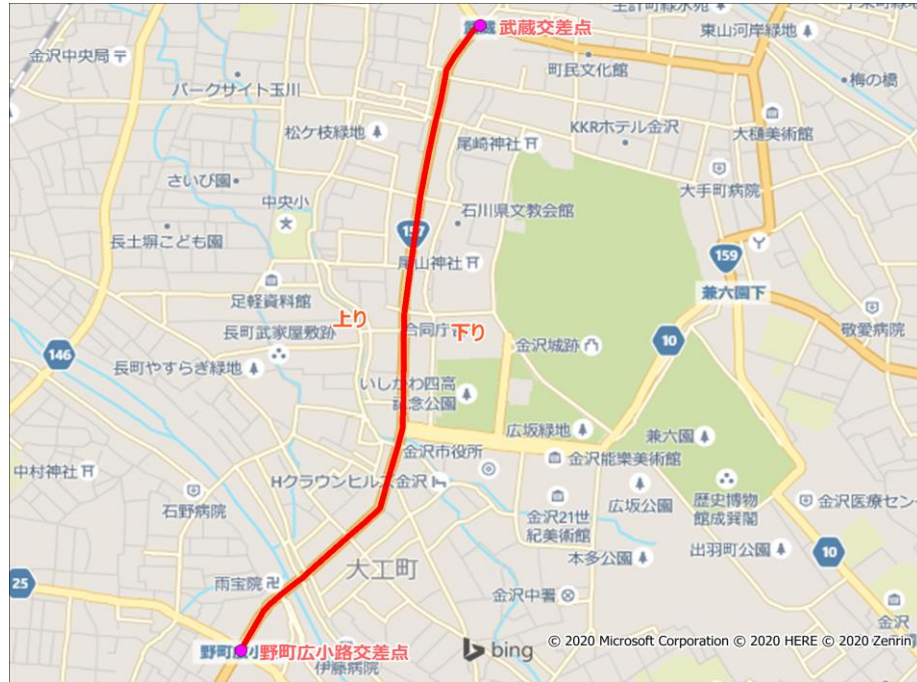 主計町緑水苑
東山河岸緑地
武蔵交差点
金沢中央局
町民文化館
梅の橋
パークサイト玉川
松ケ枝緑地
KKRホテル金沢
大樋美術館
尾崎神社
大手町病院
さいび園
中央小
石川県文教会館
長土塀こども園
157
尾山神社
159
足軽資料館
兼六園下
上り
下り
長町武家屋敷跡
合同庁舎
金沢城跡
10
敬愛病院
146
長町やすらぎ緑地
いしかわ四高
記念公園
広坂緑地
兼六園
金沢市役所
金沢能楽美術館
中村神社
Hクラウンヒルズ金沢
石野病院
広坂公園
歴史博物
館成巽閣
金沢医療セン
金沢21世
紀美術館
本多公園
出羽町公園
10
大工町
25
雨宝院
金沢中署
金沢
野町広小
野町広小路交差点
伊藤病院
bing
© 2020 Microsoft Corporation © 2020 HERE © 2020 Zenrin